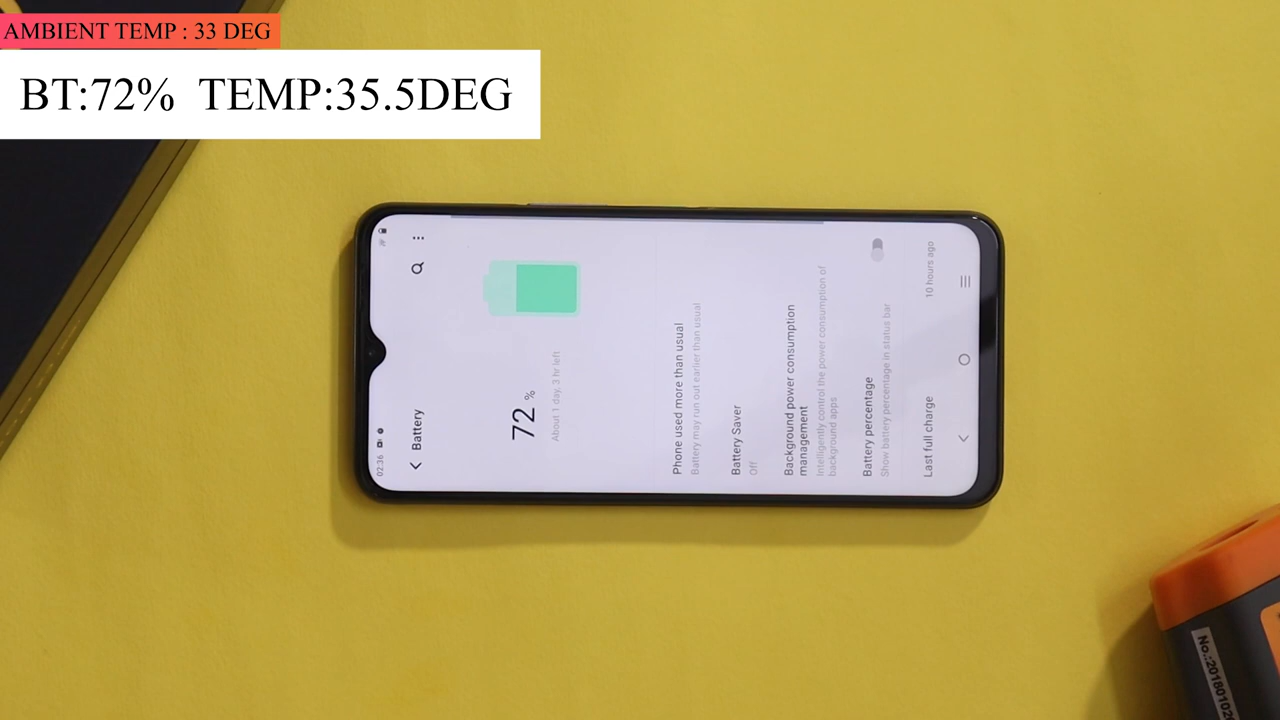 AMBIENT TEMP : 33 DEG
BT:72% TEMP:35.5DEG
02:36
Battery
72 %
About 1 day, 3 hr left
Phone used more than usual
Battery may run out earlier than usual
Battery Saver
Off
Background power consumption
management
Intelligently control the power consumption of
background apps
Battery percentage
Show battery percentage in status bar
Last full charge
10 hours ago